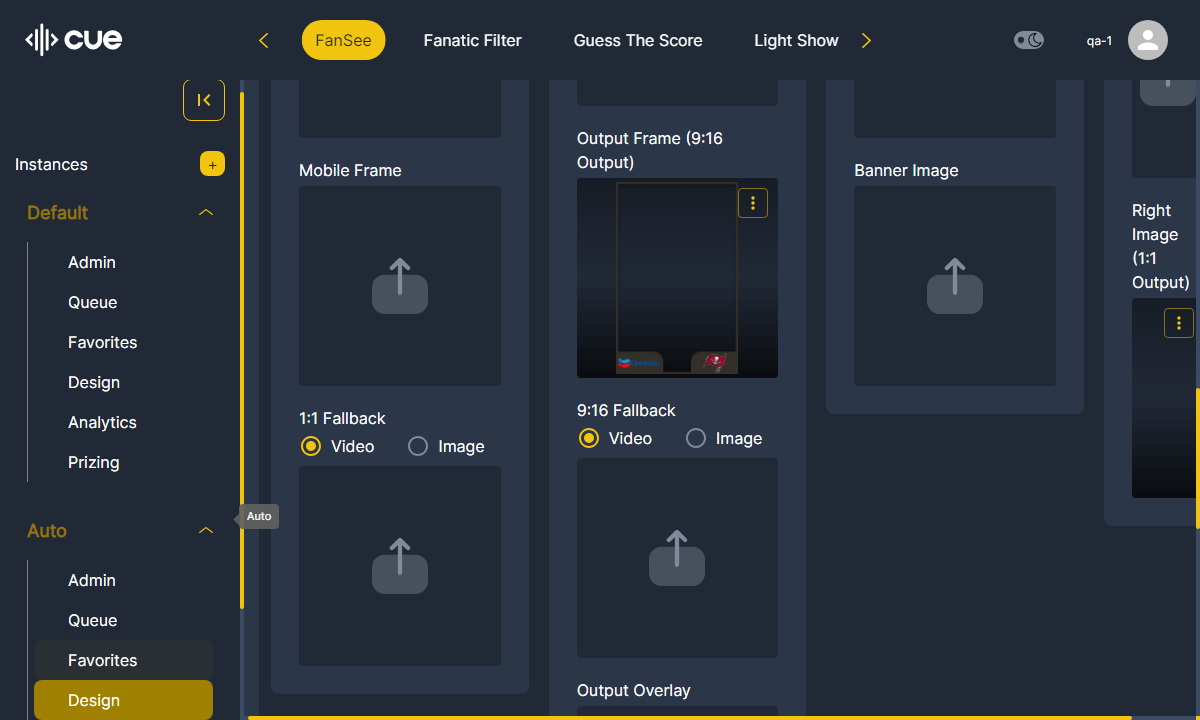 cue
FanSee
Fanatic Filter
Guess The Score
Light Show
qa-1
Instances
+
Default
Admin
Queue
Favorites
Design
Analytics
Prizing
Auto
Admin
Queue
Favorites
Design
Auto
Mobile Frame
1:1 Fallback
Video
Image
Output Frame (9:16
Output)
9:16 Fallback
Video
Image
Output Overlay
Banner Image
Right
Image
(1:1
Output)